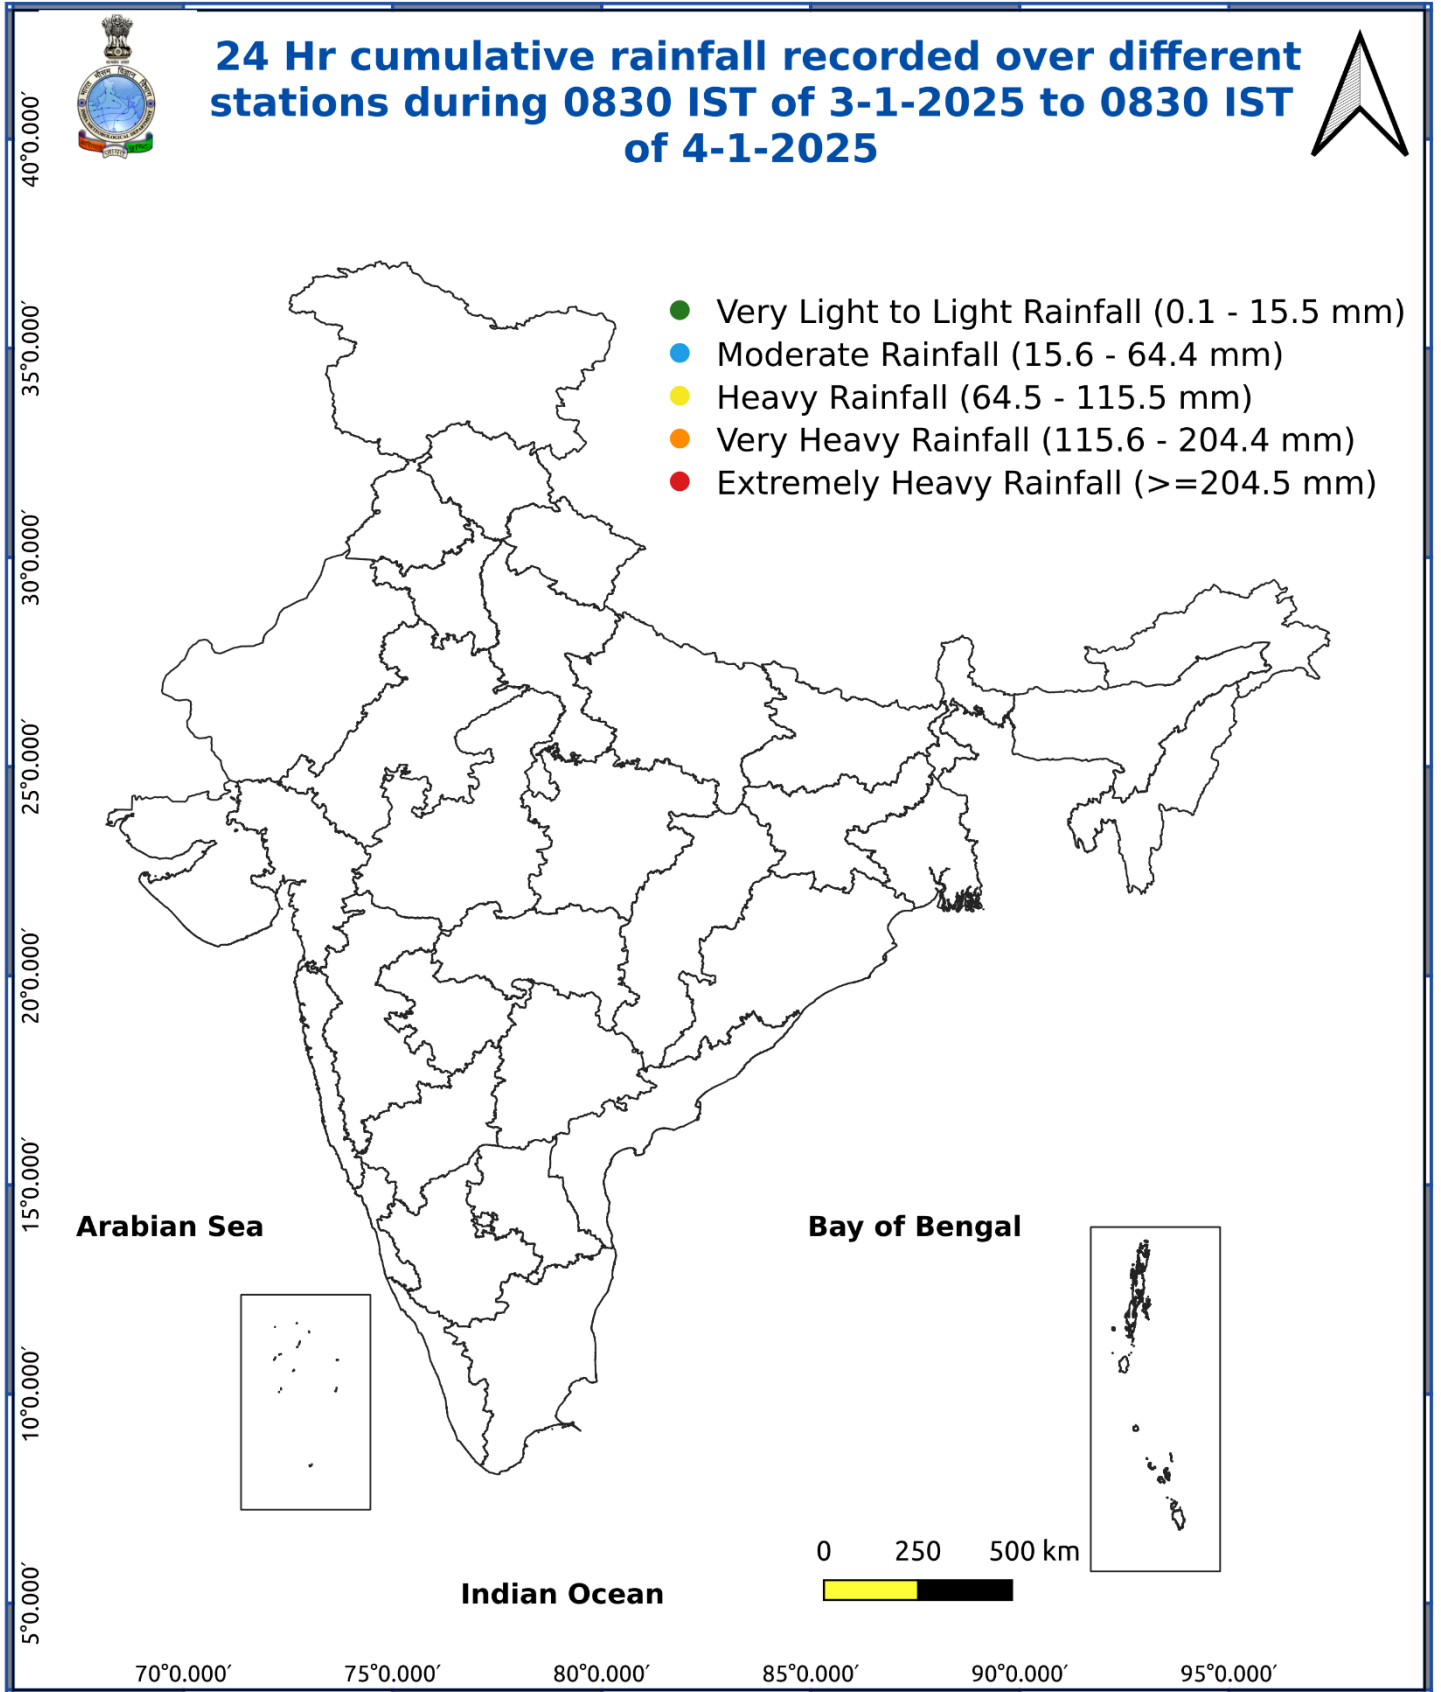 24 Hr cumulative rainfall recorded over different
stations during 0830 IST of 3-1-2025 to 0830 IST
of 4-1-2025
Very Light to Light Rainfall (0.1 - 15.5 mm)
Moderate Rainfall (15.6 - 64.4 mm)
Heavy Rainfall (64.5 - 115.5 mm)
Very Heavy Rainfall (115.6 - 204.4 mm)
Extremely Heavy Rainfall (>=204.5 mm)
40°0.000′
35°0.000′
30°0.000′
25°0.000′
20°0.000′
15°0.000′
10°0.000′
5°0.000′
Arabian Sea
Bay of Bengal
Indian Ocean
0 250 500 km
70°0.000′ 75°0.000′ 80°0.000′ 85°0.000′ 90°0.000′ 95°0.000′